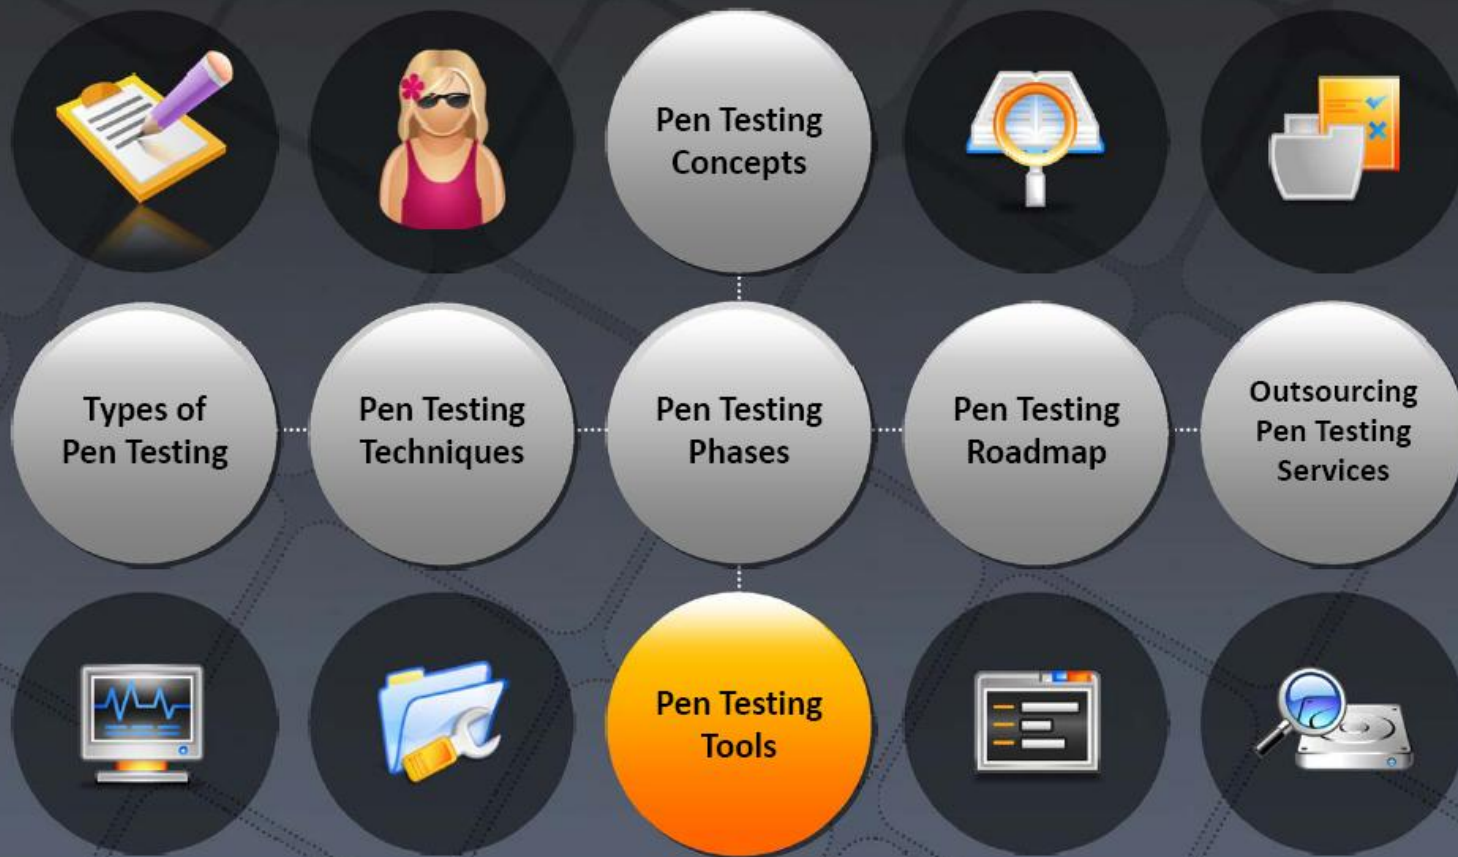 Pen Testing
Concepts
Types of
Pen Testing
Pen Testing
Techniques
Pen Testing
Phases
Pen Testing
Roadmap
Outsourcing
Pen Testing
Services
Pen Testing
Tools